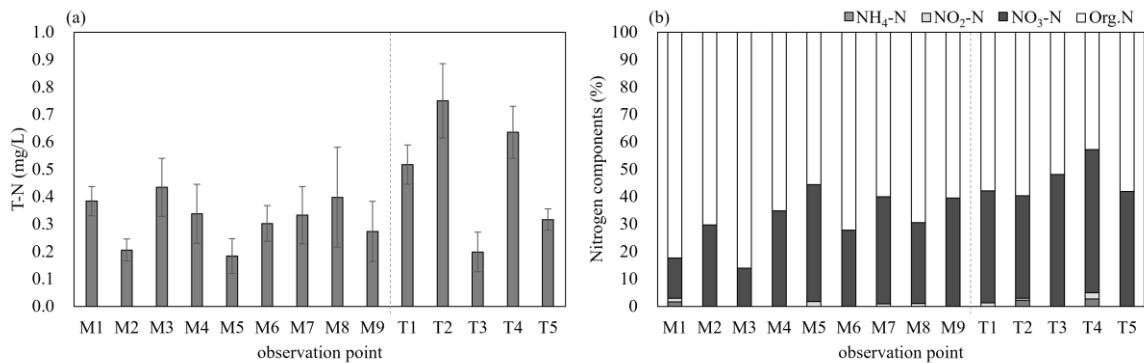 (a)
T-N (mg/L)
1.0
0.9
0.8
0.7
0.6
0.5
0.4
0.3
0.2
0.1
0.0
M1 M2 M3 M4 M5 M6 M7 M8 M9 T1 T2 T3 T4 T5
observation point
(b)
NH₄-N NO₂-N NO₃-N Org.N
Nitrogen components (%)
100
90
80
70
60
50
40
30
20
10
0
M1 M2 M3 M4 M5 M6 M7 M8 M9 T1 T2 T3 T4 T5
observation point